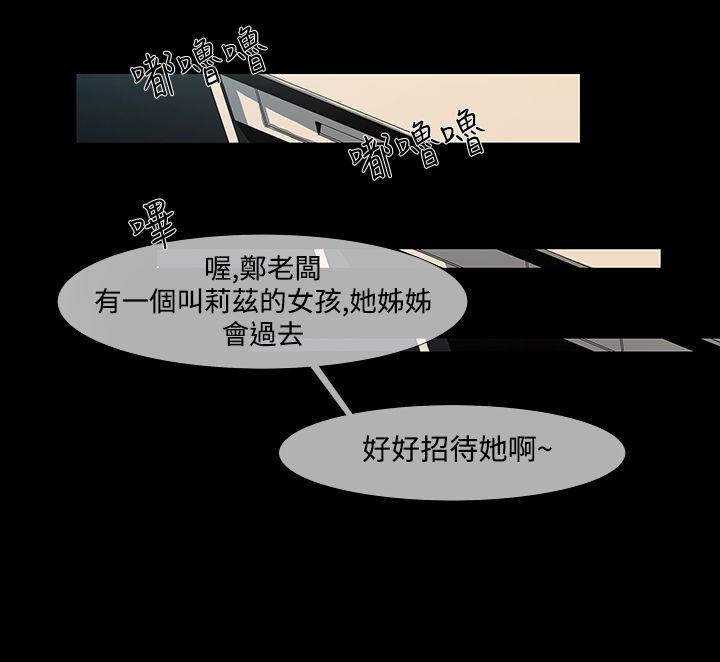 嘟嚕嚕
嘟嚕嚕
嗶
喔,鄭老闆
有一個叫莉茲的女孩,她姊姊
會過去
好好招待她啊~